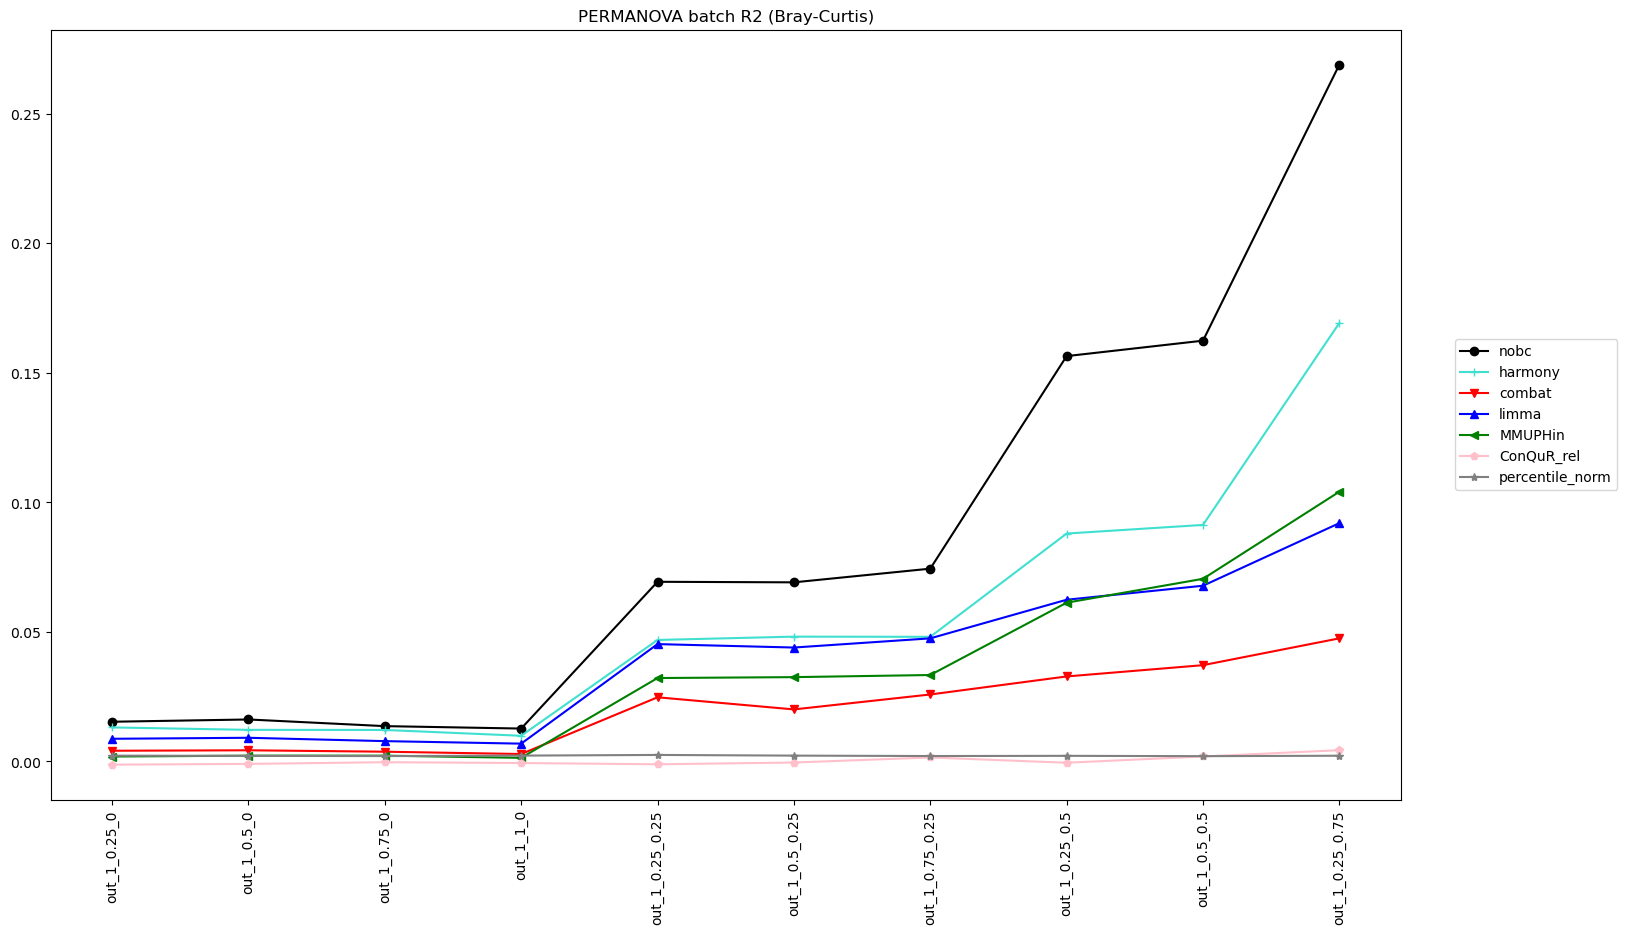 PERMANOVA batch R2 (Bray-Curtis)
0.25
0.20
0.15
0.10
0.05
0.00
nobc
harmony
combat
limma
MMUPHin
ConQuR_rel
percentile_norm
out_1_0.25_0
out_1_0.5_0
out_1_0.75_0
out_1_1_0
out_1_0.25_0.25
out_1_0.5_0.25
out_1_0.75_0.25
out_1_0.25_0.5
out_1_0.5_0.5
out_1_0.25_0.75